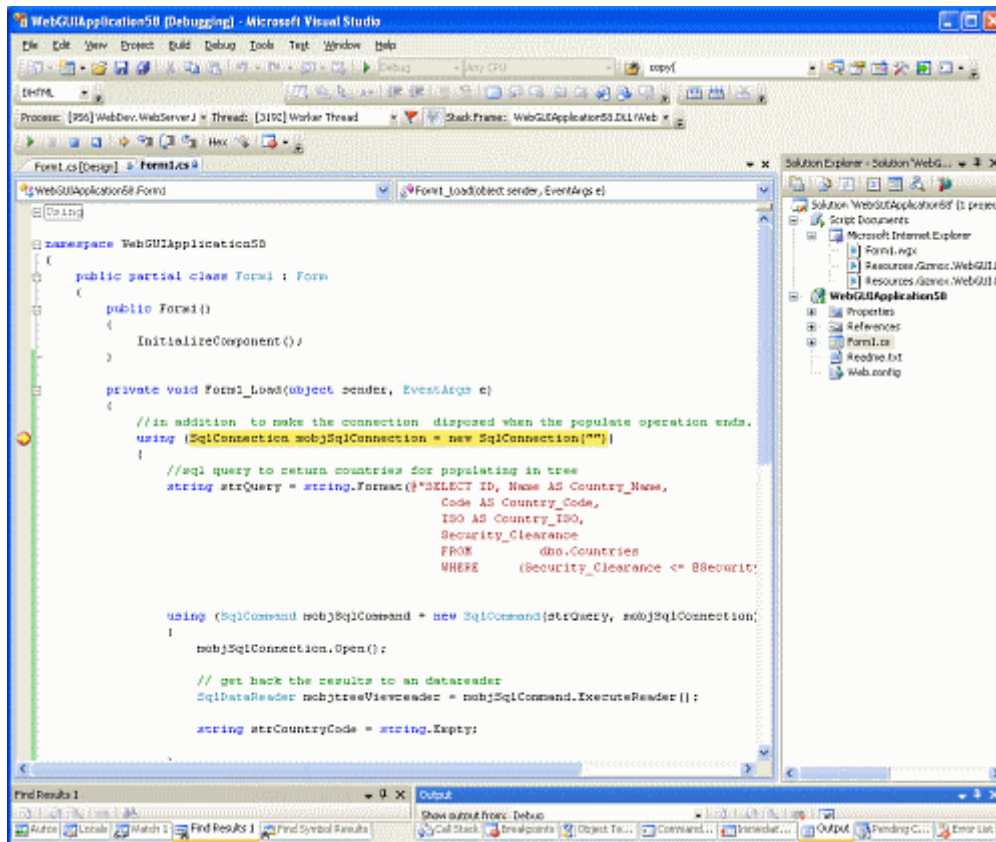 WebGUIApplication58 (Debugging) - Microsoft Visual Studio
File Edit View Project Build Debug Tools Test Window Help
Debug Any CPU copy(
DHTML
Process: [956] WebDev.WebServer.E Thread: [3192] Worker Thread Stack Frame: WebGUIApplication58.DLL!Web
Hex
Form1.cs [Design] Form1.cs
WebGUIApplication58.Form1 Form1_Load(object sender, EventArgs e)
Using
namespace WebGUIApplication58
{
public partial class Form1 : Form
{
public Form1()
{
InitializeComponent();
}
private void Form1_Load(object sender, EventArgs e)
{
//in addition to make the connection disposed when the populate operation ends.
using (SqlConnection mobjSqlConnection = new SqlConnection(""))
{
//sql query to return countries for populating in tree
string strQuery = string.Format(@"SELECT ID, Name AS Country_Name,
Code AS Country_Code,
ISO AS Country_ISO,
Security_Clearance
FROM dbo.Countries
WHERE (Security_Clearance <= @Security
using (SqlCommand mobjSqlCommand = new SqlCommand(strQuery, mobjSqlConnection)
{
mobjSqlConnection.Open();
// get back the results to an datareader
SqlDataReader mobjtreeViewreader = mobjSqlCommand.ExecuteReader();
string strCountryCode = string.Empty;
Solution Explorer - Solution 'WebG...
Solution 'WebGUIApplication58' (1 projec
Script Documents
Microsoft Internet Explorer
Form1.wgx
Resources.Gizmox.WebGUI.
Resources.Gizmox.WebGUI.
WebGUIApplication58
Properties
References
Form1.cs
Readme.txt
Web.config
Find Results 1
Output
Show output from: Debug
Autos Locals Watch 1 Find Results 1 Find Symbol Results
Call Stack Breakpoints Object Te... Command... Immediat... Output Pending C... Error List